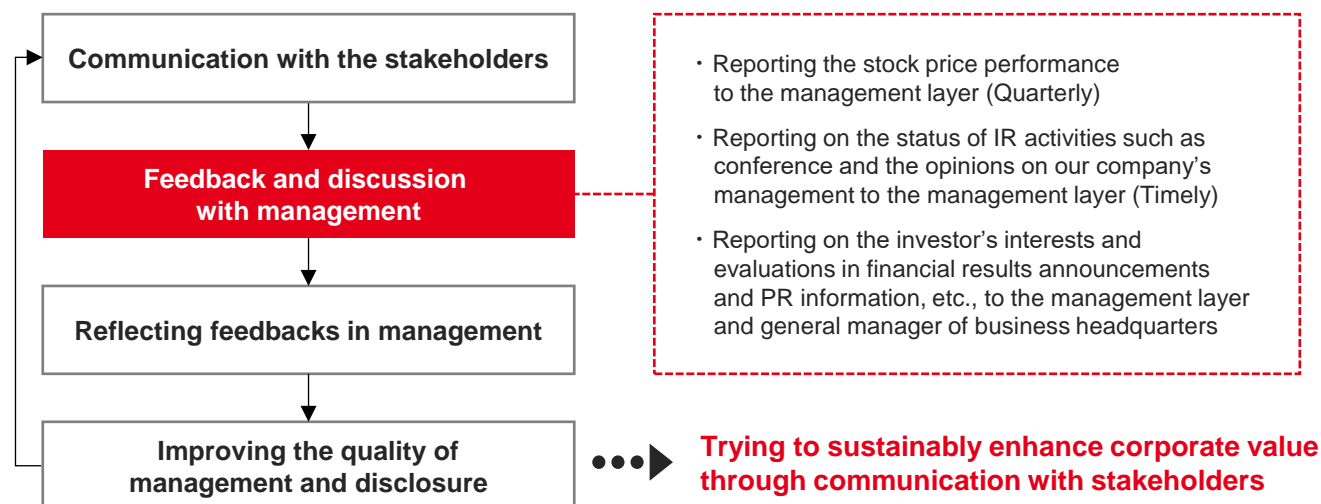 Communication with the stakeholders
Feedback and discussion
with management
Reflecting feedbacks in management
Improving the quality of
management and disclosure
・Reporting the stock price performance
to the management layer (Quarterly)
・Reporting on the status of IR activities such as
conference and the opinions on our company's
management to the management layer (Timely)
・Reporting on the investor's interests and
evaluations in financial results announcements
and PR information, etc., to the management layer
and general manager of business headquarters
Trying to sustainably enhance corporate value
through communication with stakeholders